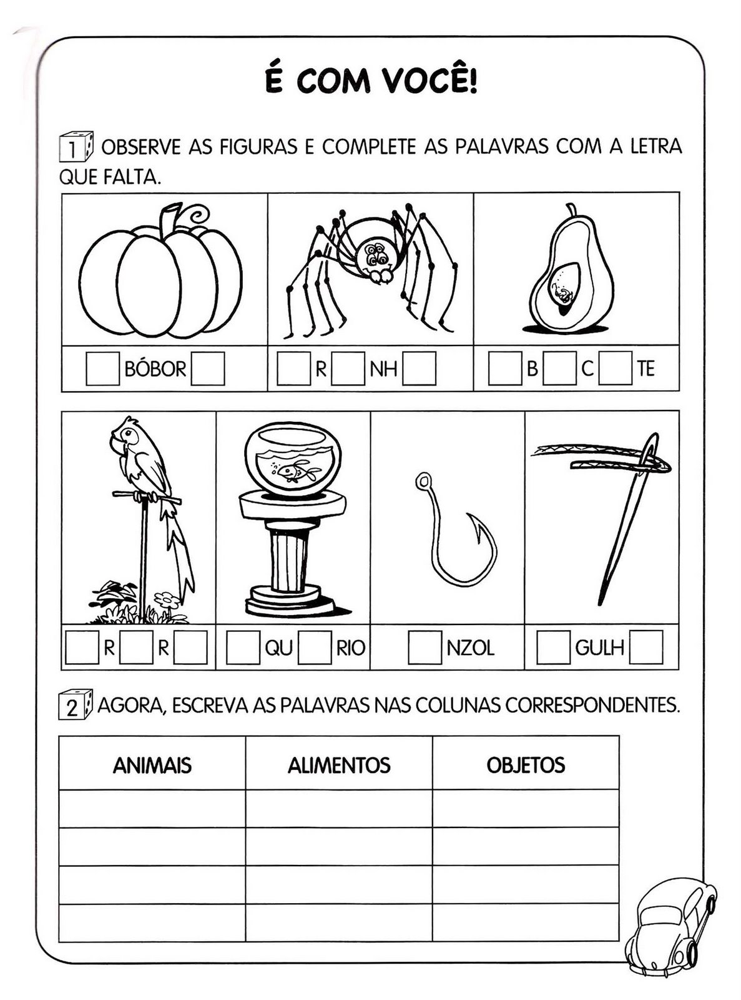 É COM VOCÊ!
1 OBSERVE AS FIGURAS E COMPLETE AS PALAVRAS COM A LETRA
QUE FALTA.
BÓBOR
R NH
B C TE
R R
QU RIO
NZOL
GULH
2 AGORA, ESCREVA AS PALAVRAS NAS COLUNAS CORRESPONDENTES.
ANIMAIS ALIMENTOS OBJETOS